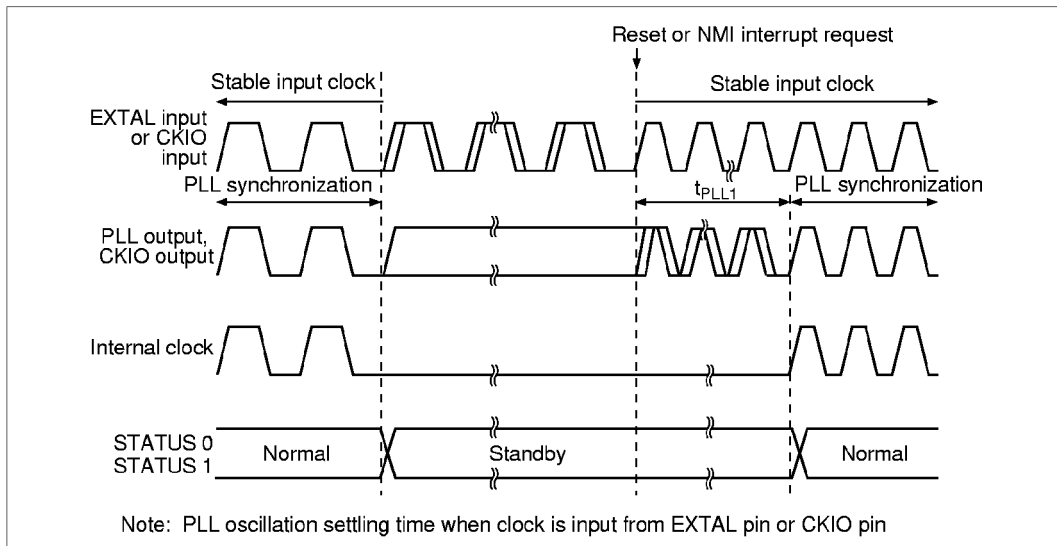 Reset or NMI interrupt request
Stable input clock
Stable input clock
EXTAL input
or CKIO
input
PLL synchronization
tPLL1
PLL synchronization
PLL output,
CKIO output
Internal clock
STATUS 0
STATUS 1
Normal
Standby
Normal
Note: PLL oscillation settling time when clock is input from EXTAL pin or CKIO pin